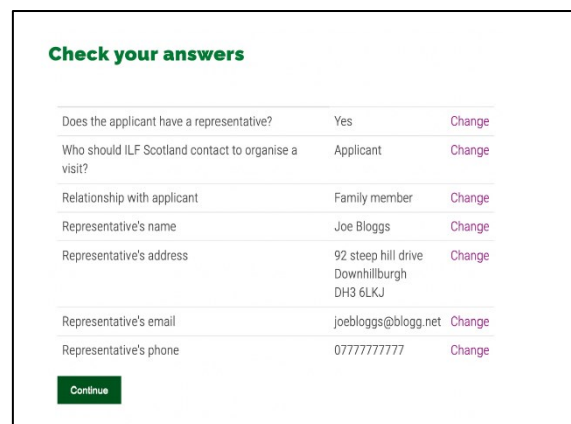 Check your answers
Does the applicant have a representative? Yes Change
Who should ILF Scotland contact to organise a Applicant Change
visit?
Relationship with applicant Family member Change
Representative's name Joe Bloggs Change
Representative's address 92 steep hill drive Change
Downhillburgh
DH3 6LKJ
Representative's email joebloggs@blogg.net Change
Representative's phone 07777777777 Change
Continue